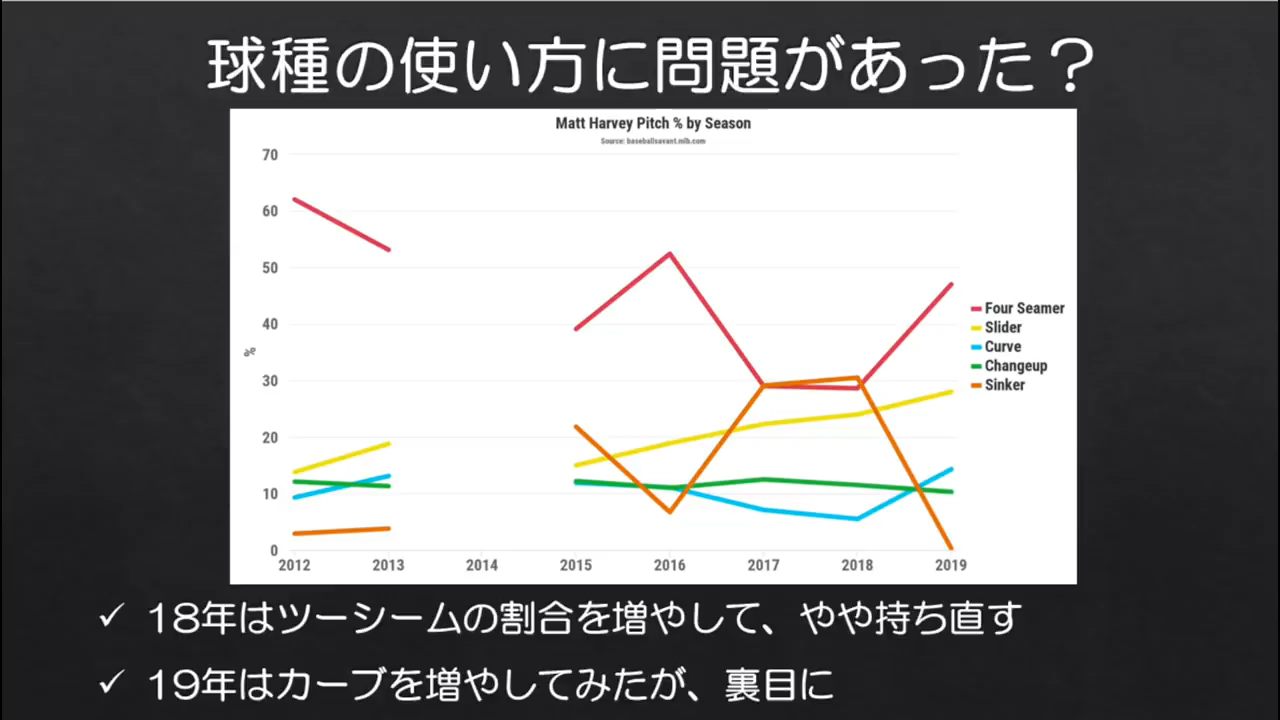 球種の使い方に問題があった？
Matt Harvey Pitch % by Season
Source: baseballsavant.mlb.com
70
60
50
40
%
30
20
10
0
2012 2013 2014 2015 2016 2017 2018 2019
Four Seamer
Slider
Curve
Changeup
Sinker
✓ 18年はツーシームの割合を増やして、やや持ち直す
✓ 19年はカーブを増やしてみたが、裏目に